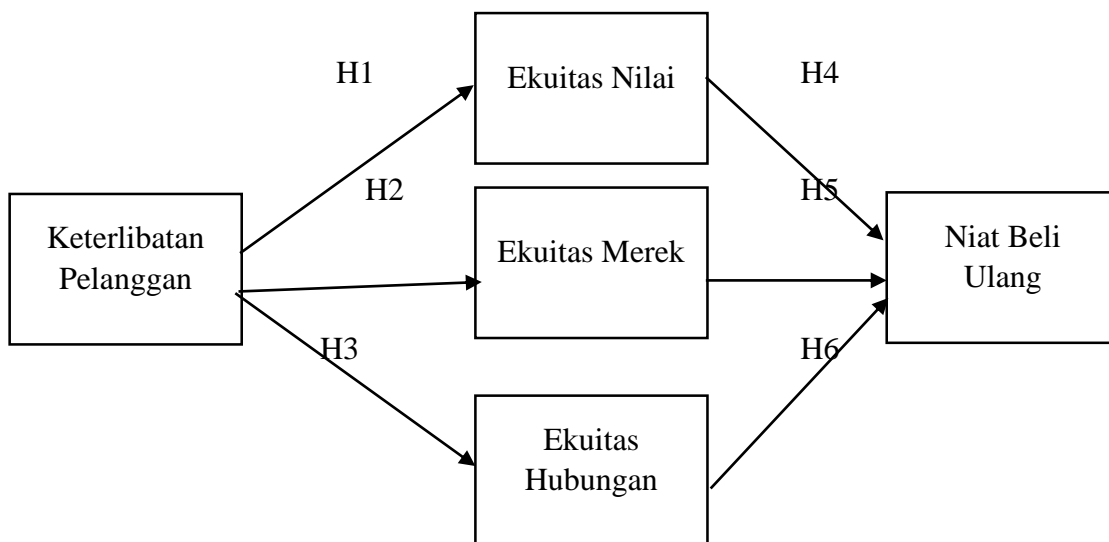 H1
Ekuitas Nilai
H4
H2
H5
Keterlibatan
Pelanggan
Ekuitas Merek
Niat Beli
Ulang
H3
H6
Ekuitas
Hubungan